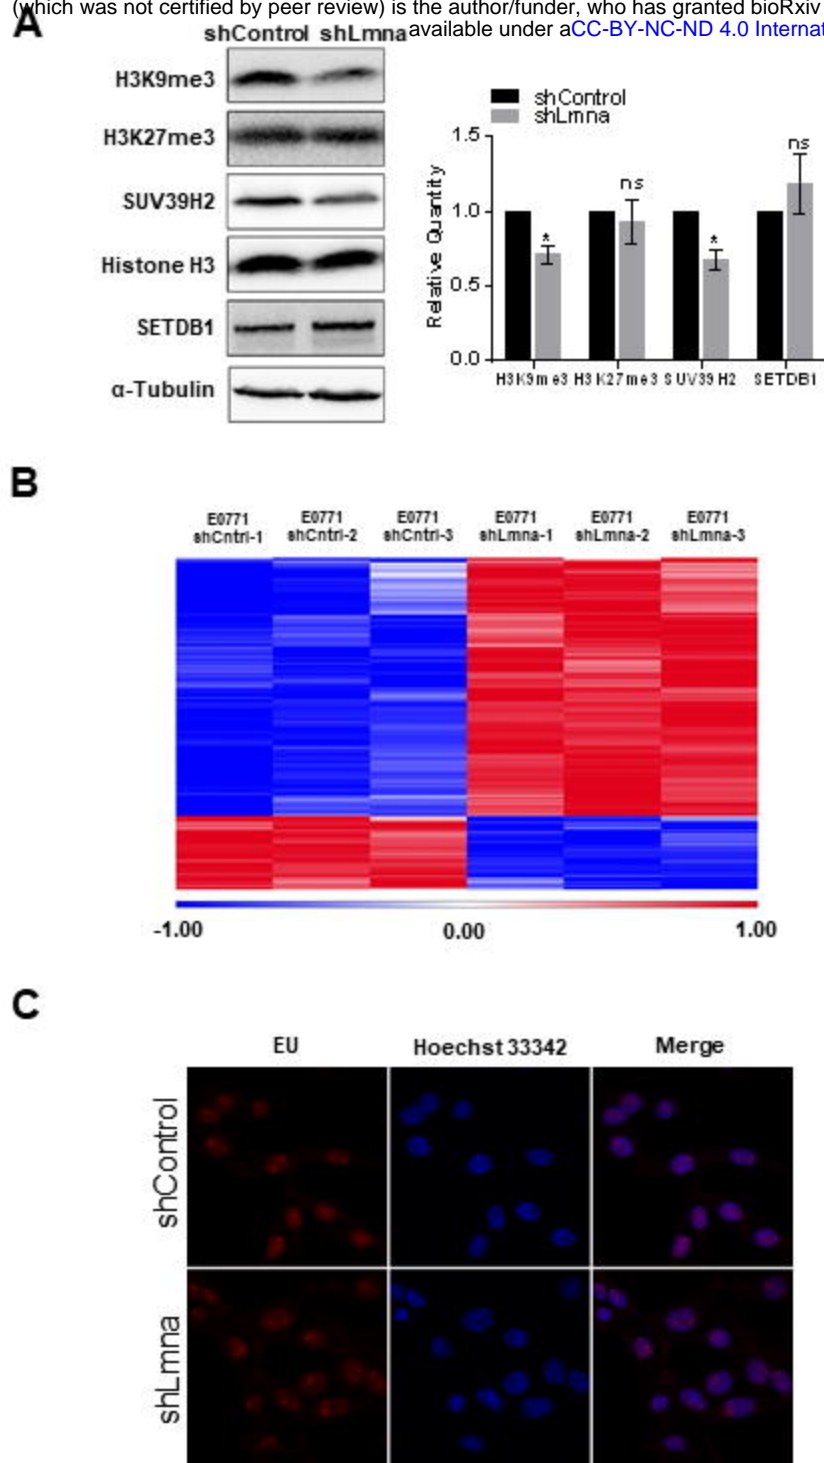 (which was not certified by peer review) is the author/funder, who has granted bioRxiv
available under aCC-BY-NC-ND 4.0 Internat
A
shControl shLmna
H3K9me3
H3K27me3
SUV39H2
Histone H3
SETDB1
α-Tubulin
shControl
shLmna
Relative Quantity
1.5
1.0
0.5
0.0
*
ns
*
ns
H3K9me3 H3K27me3 SUV39H2 SETDB1
B
E0771 E0771 E0771 E0771 E0771 E0771
shCntrl-1 shCntrl-2 shCntrl-3 shLmna-1 shLmna-2 shLmna-3
-1.00 0.00 1.00
C
EU Hoechst 33342 Merge
shControl
shLmna